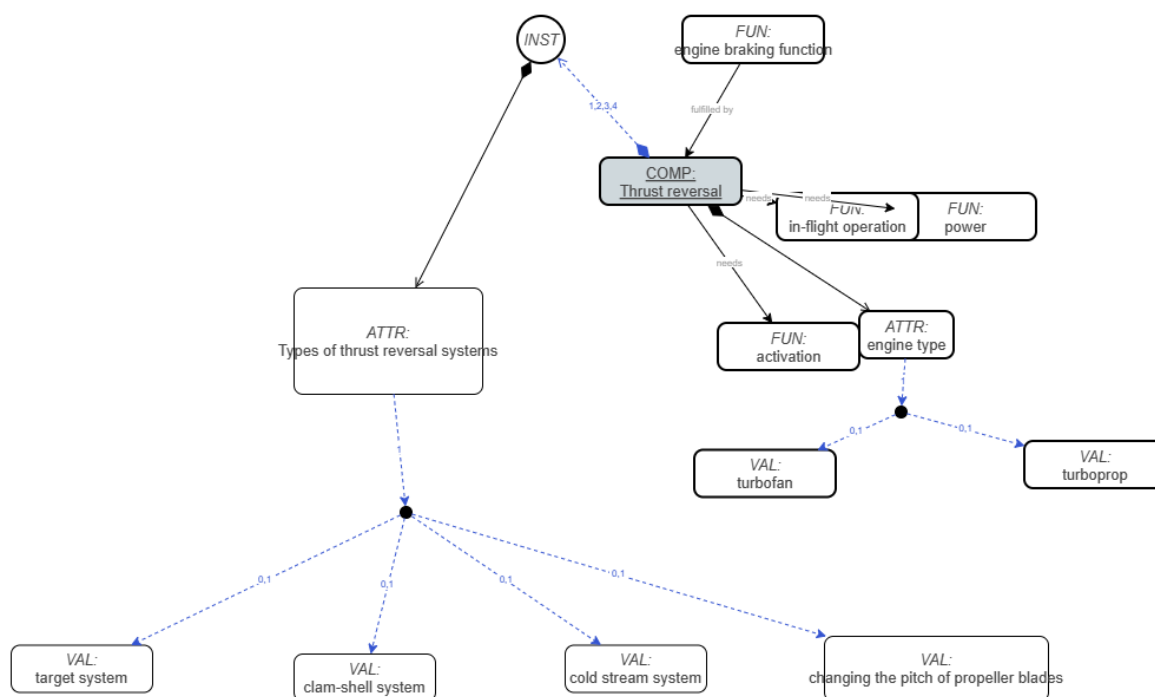 INST
FUN:
engine braking function
1,2,3,4
fulfilled by
COMP:
Thrust reversal
needs
needs
FUN:
in-flight operation
FUN:
power
needs
ATTR:
Types of thrust reversal systems
FUN:
activation
ATTR:
engine type
0,1
0,1
VAL:
turbofan
VAL:
turboprop
0,1
0,1
0,1
0,1
VAL:
target system
VAL:
clam-shell system
VAL:
cold stream system
VAL:
changing the pitch of propeller blades